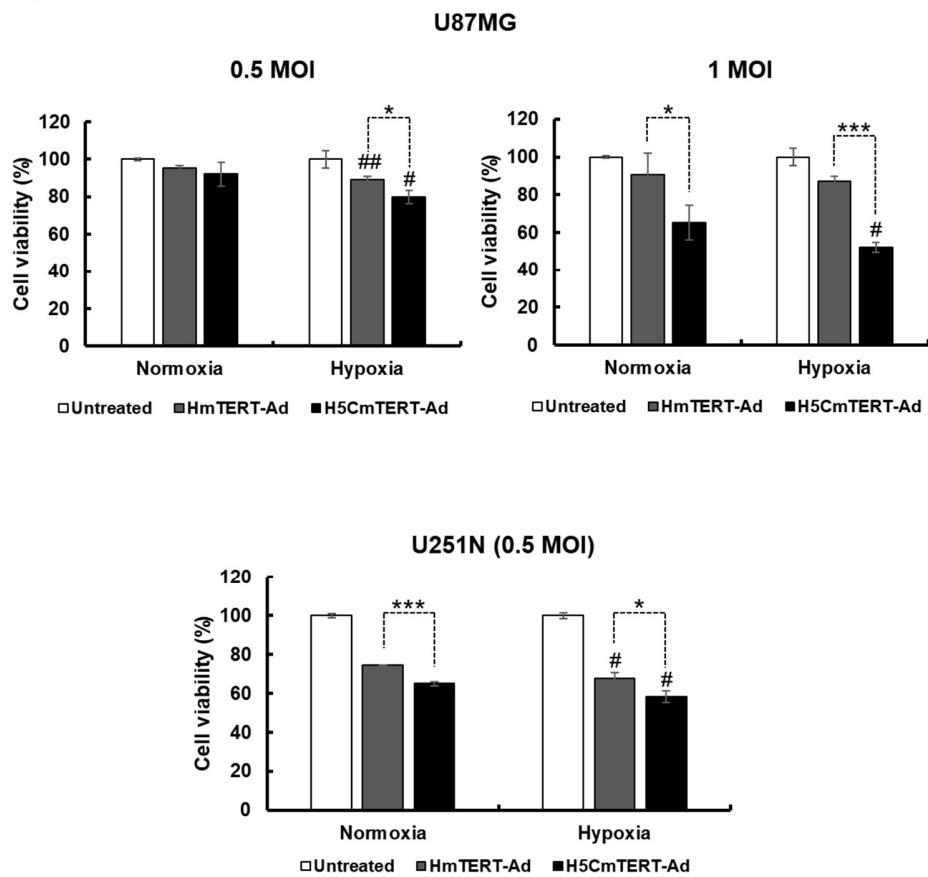 U87MG
0.5 MOI
Cell viability (%)
120
100
80
60
40
20
0
*
##
#
Normoxia Hypoxia
Untreated HmTERT-Ad H5CmTERT-Ad
1 MOI
Cell viability (%)
120
100
80
60
40
20
0
* ***
#
Normoxia Hypoxia
Untreated HmTERT-Ad H5CmTERT-Ad
U251N (0.5 MOI)
Cell viability (%)
120
100
80
60
40
20
0
*** *
#
#
Normoxia Hypoxia
Untreated HmTERT-Ad H5CmTERT-Ad